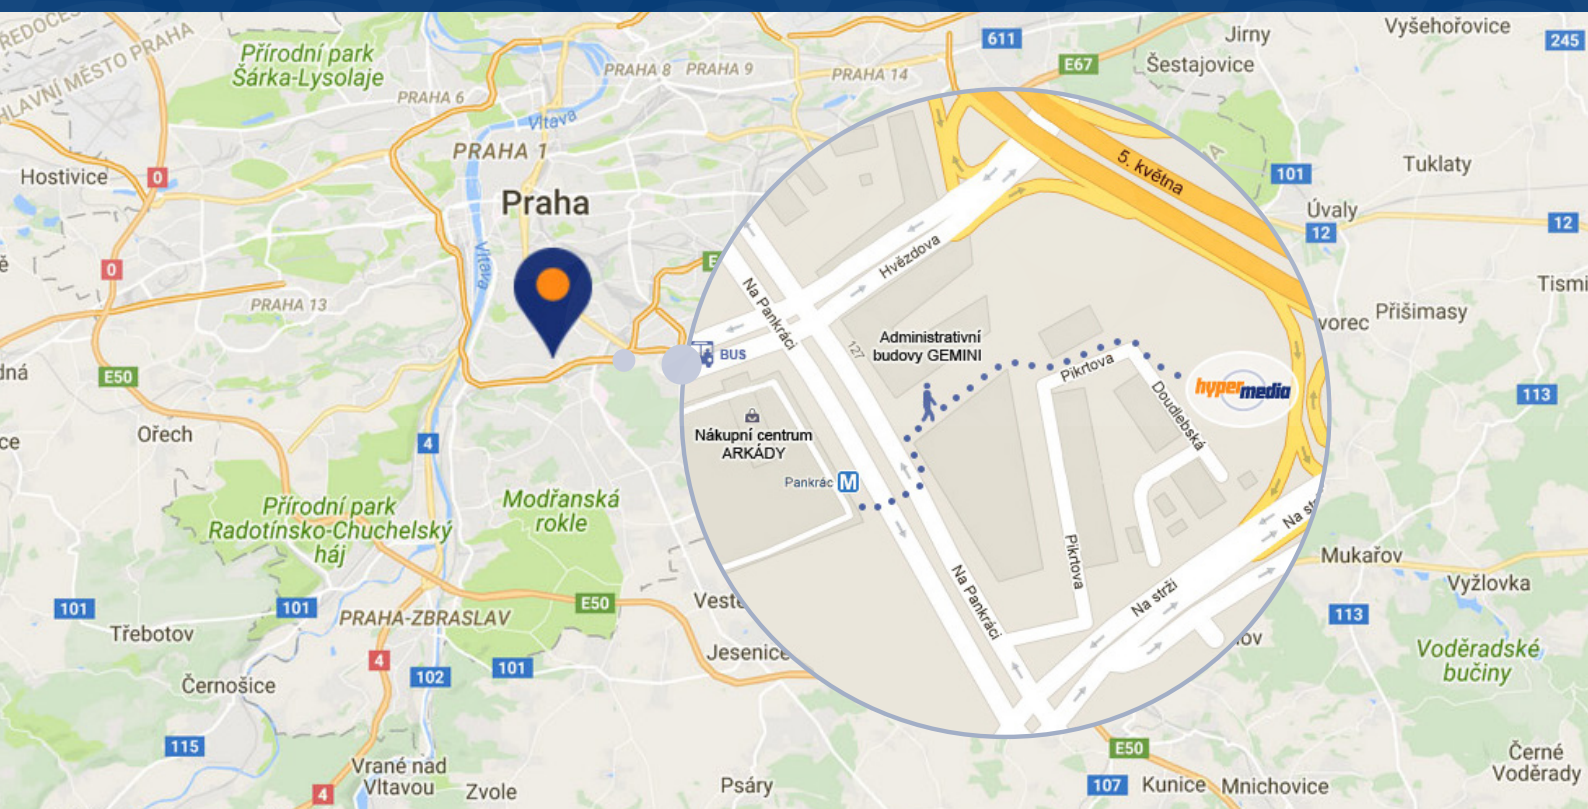 STŘEDOČES
HLAVNÍ MĚSTO PRAHA
Přírodní park
Šárka-Lysolaje
PRAHA 6
PRAHA 8
PRAHA 9
PRAHA 14
611
E67
Jirny
Šestajovice
Vyšehořovice
245
Vltava
PRAHA 1
Hostivice
0
Praha
5. května
101
Tuklaty
Úvaly
12
12
Vltava
0
PRAHA 13
E
Hvězdova
Tismi
Přišimasy
vorec
Na Pankráci
127
BUS
Administrativní
budovy GEMINI
Pikrtova
Doudlebská
hypermedia
dná
E50
113
Ořech
4
Nákupní centrum
ARKÁDY
Pankrác M
ce
Přírodní park
Radotínsko-Chuchelský
háj
Modřanská
rokle
Na st
Pikrtova
Na Pankráci
Na strži
Mukařov
Vyžlovka
101
101
E50
Veste
113
PRAHA-ZBRASLAV
Třebotov
Jesenice
ov
Voděradské
bučiny
4
102
101
Černošice
115
E50
Černé
Voděrady
Vrané nad
Vltavou
4
Zvole
Psáry
107
Kunice
Mnichovice